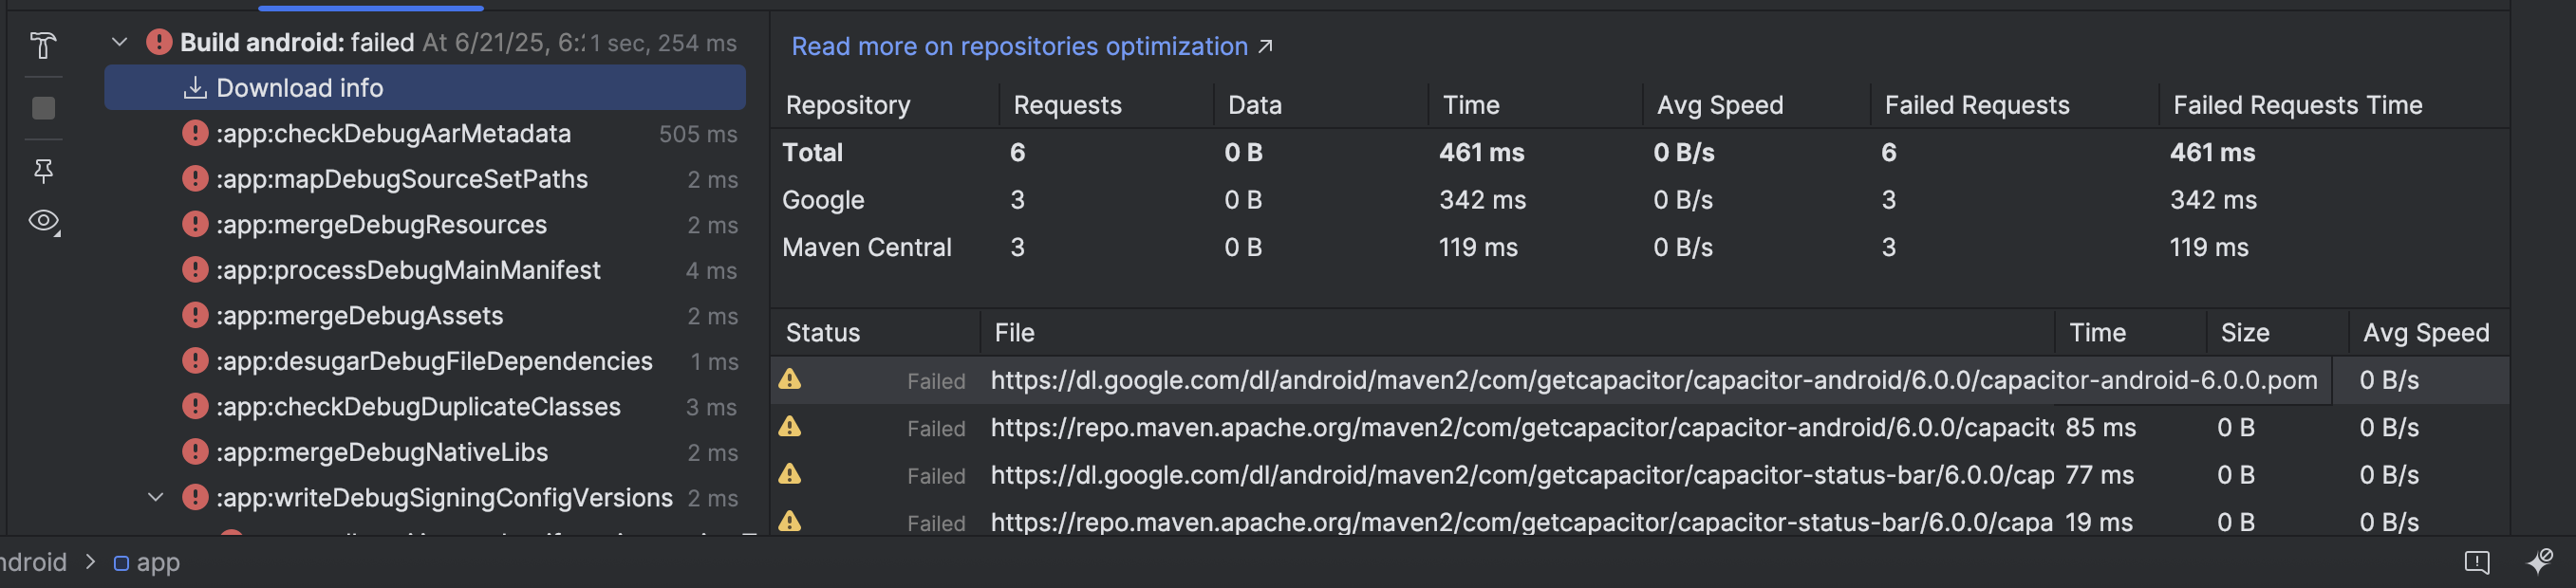 Build android: failed At 6/21/25, 6: 1 sec, 254 ms
Download info
:app:checkDebugAarMetadata 505 ms
:app:mapDebugSourceSetPaths 2 ms
:app:mergeDebugResources 2 ms
:app:processDebugMainManifest 4 ms
:app:mergeDebugAssets 2 ms
:app:desugarDebugFileDependencies 1 ms
:app:checkDebugDuplicateClasses 3 ms
:app:mergeDebugNativeLibs 2 ms
:app:writeDebugSigningConfigVersions 2 ms
Read more on repositories optimization ↗
Repository Requests Data Time Avg Speed Failed Requests Failed Requests Time
Total 6 0 B 461 ms 0 B/s 6 461 ms
Google 3 0 B 342 ms 0 B/s 3 342 ms
Maven Central 3 0 B 119 ms 0 B/s 3 119 ms
Status File Time Size Avg Speed
Failed https://dl.google.com/dl/android/maven2/com/getcapacitor/capacitor-android/6.0.0/capacitor-android-6.0.0.pom 0 B/s
Failed https://repo.maven.apache.org/maven2/com/getcapacitor/capacitor-android/6.0.0/capacito 85 ms 0 B 0 B/s
Failed https://dl.google.com/dl/android/maven2/com/getcapacitor/capacitor-status-bar/6.0.0/cap 77 ms 0 B 0 B/s
Failed https://repo.maven.apache.org/maven2/com/getcapacitor/capacitor-status-bar/6.0.0/capa 19 ms 0 B 0 B/s
ndroid > app